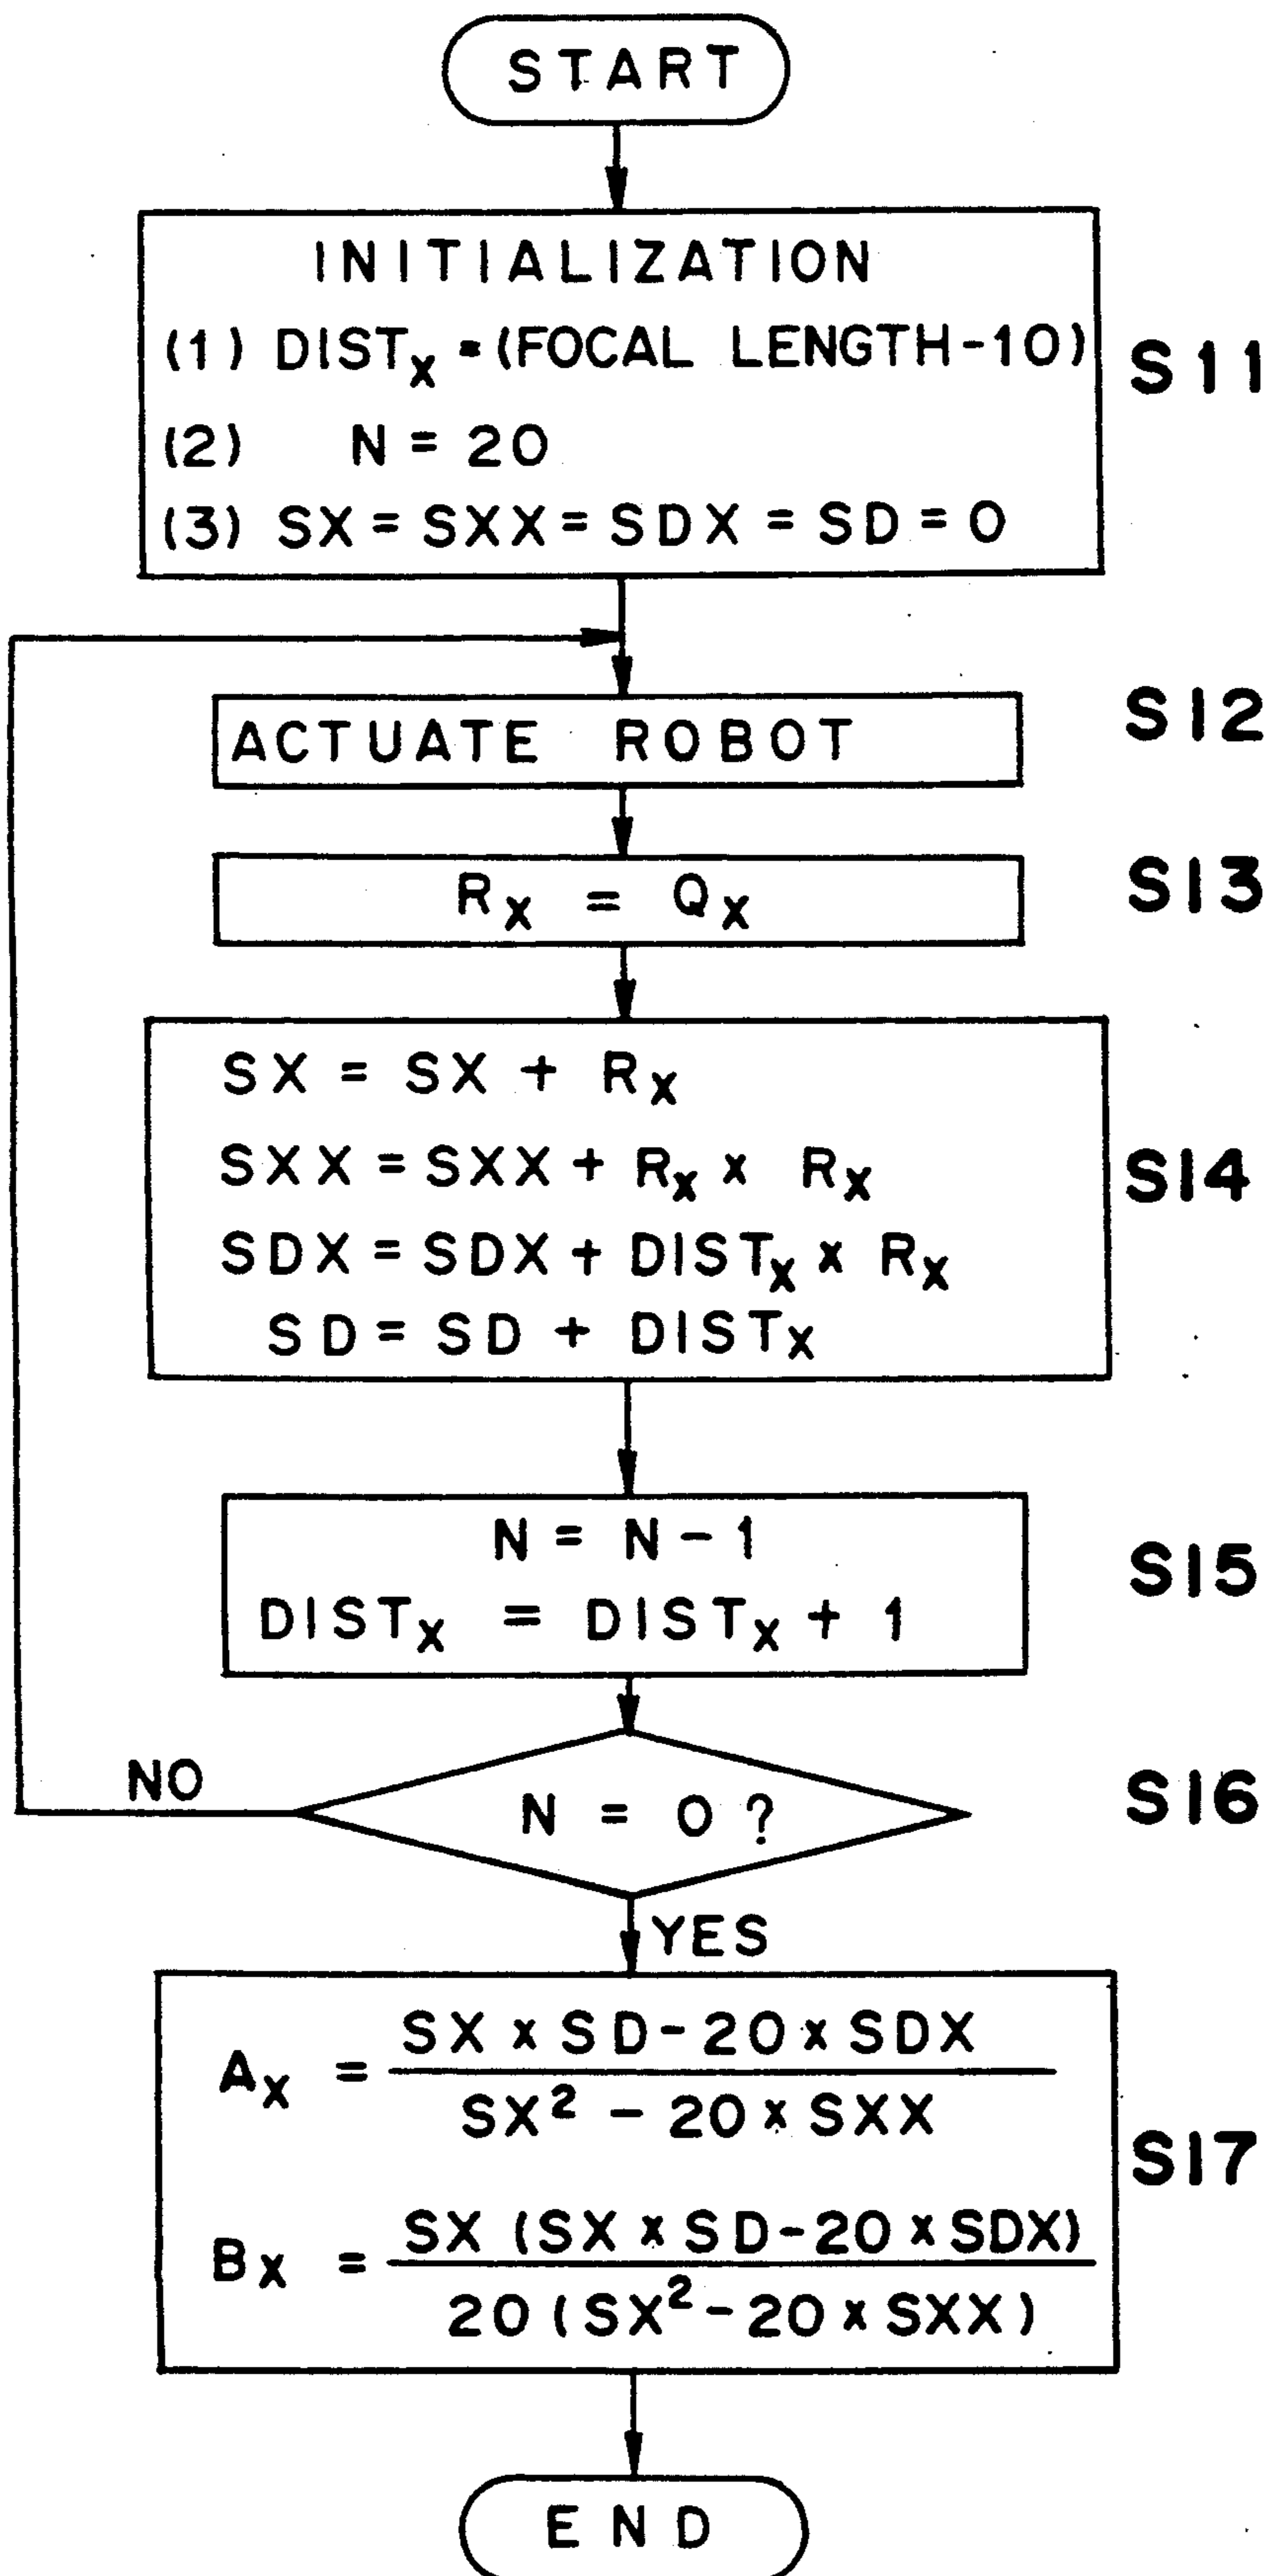 START
INITIALIZATION
(1) DISTₓ = (FOCAL LENGTH-10)
S11
(2) N = 20
(3) SX = SXX = SDX = SD = 0
ACTUATE ROBOT
S12
Rₓ = Qₓ
S13
SX = SX + Rₓ
SXX = SXX + Rₓ x Rₓ
S14
SDX = SDX + DISTₓ x Rₓ
SD = SD + DISTₓ
N = N - 1
S15
DISTₓ = DISTₓ + 1
NO
N = 0 ?
S16
YES
Aₓ = SX x SD - 20 x SDX
SX² - 20 x SXX
S17
Bₓ = SX (SX x SD - 20 x SDX)
20 (SX² - 20 x SXX)
END